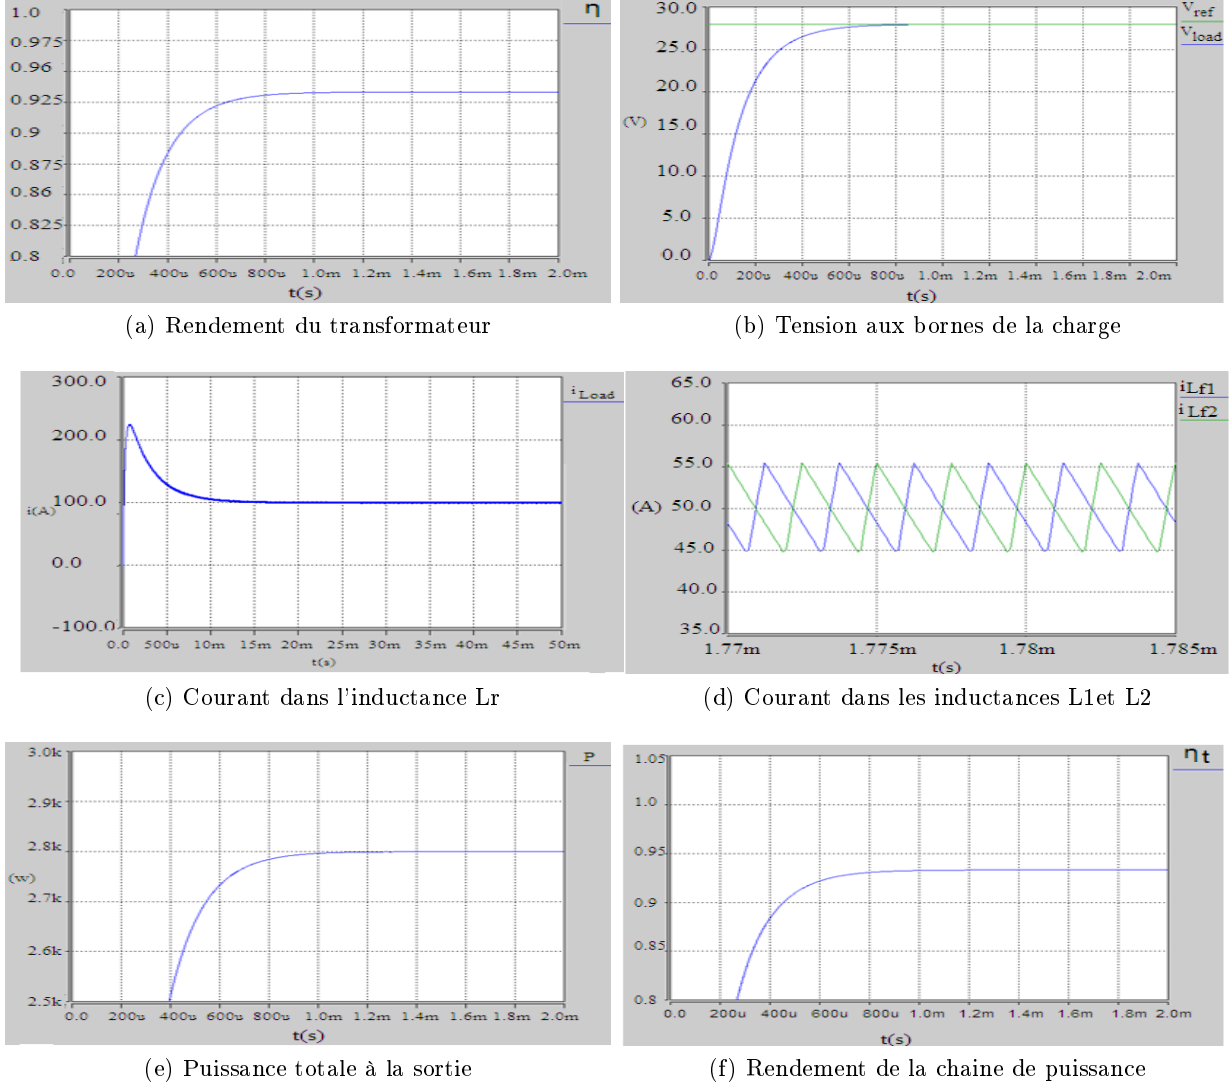 η
1.0
0.975
0.96
0.925
0.9
0.875
0.86
0.825
0.8
0.0 200u 400u 600u 800u 1.0m 1.2m 1.4m 1.6m 1.8m 2.0m
t(s)
(a) Rendement du transformateur
V_ref
V_load
30.0
25.0
20.0
(V)
15.0
10.0
5.0
0.0
0.0 200u 400u 600u 800u 1.0m 1.2m 1.4m 1.6m 1.8m 2.0m
t(s)
(b) Tension aux bornes de la charge
i_Load
300.0
200.0
100.0
i(A)
0.0
-100.0
0.0 500u 10m 15m 20m 25m 30m 35m 40m 45m 50m
t(s)
(c) Courant dans l'inductance Lr
iLf1
iLf2
65.0
60.0
55.0
50.0
(A)
45.0
40.0
35.0
1.77m 1.775m 1.78m 1.785m
t(s)
(d) Courant dans les inductances L1et L2
P
3.0k
2.9k
2.8k
(w)
2.7k
2.6k
2.5k
0.0 200u 400u 600u 800u 1.0m 1.2m 1.4m 1.6m 1.8m 2.0m
t(s)
(e) Puissance totale à la sortie
ηt
1.05
1.0
0.95
0.9
0.85
0.8
0.0 200u 400u 600u 800u 1.0m 1.2m 1.4m 1.6m 1.8m 2.0m
t(s)
(f) Rendement de la chaine de puissance